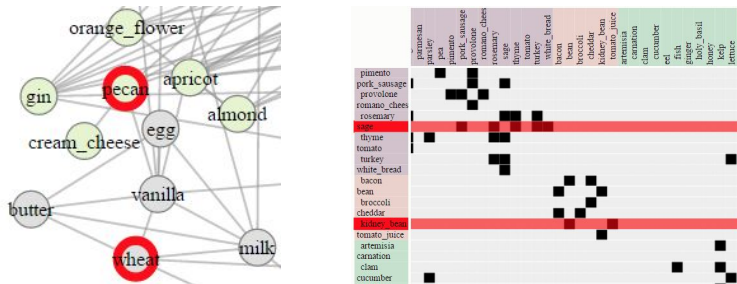 orange_flower
gin
pecan
apricot
almond
cream_cheese
egg
butter
vanilla
wheat
milk
parmesan
parsley
pea
pimento
pork_sausage
provolone
romano_chees
rosemary
sage
thyme
tomato
turkey
white_bread
bacon
bean
broccoli
cheddar
kidney_bean
tomato_juice
artemisia
carnation
clam
cucumber
eel
fish
ginger
holy_basil
honey
kelp
lettuce
pimento
pork_sausage
provolone
romano_chees
rosemary
sage
thyme
tomato
turkey
white_bread
bacon
bean
broccoli
cheddar
kidney_bean
tomato_juice
artemisia
carnation
clam
cucumber